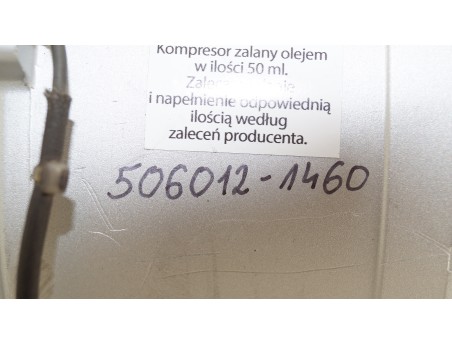 Kompresor zalany olejem
w ilości 50 ml.
i napełnienie odpowiednią
ilością według
zaleceń producenta.
506012-1460